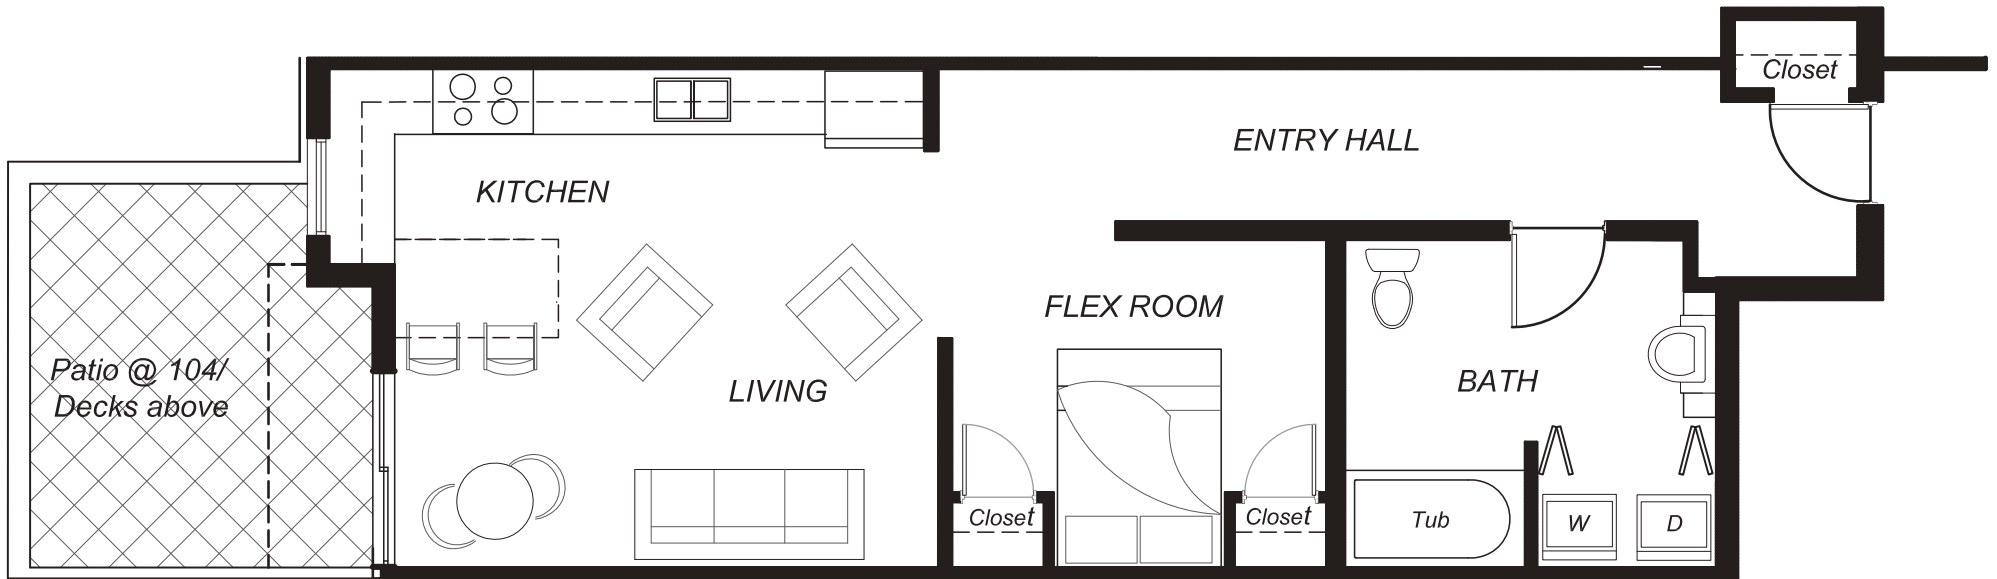 Closet
ENTRY HALL
KITCHEN
FLEX ROOM
Patio @ 104/
Decks above
LIVING
BATH
Closet
Closet
Tub
W
D